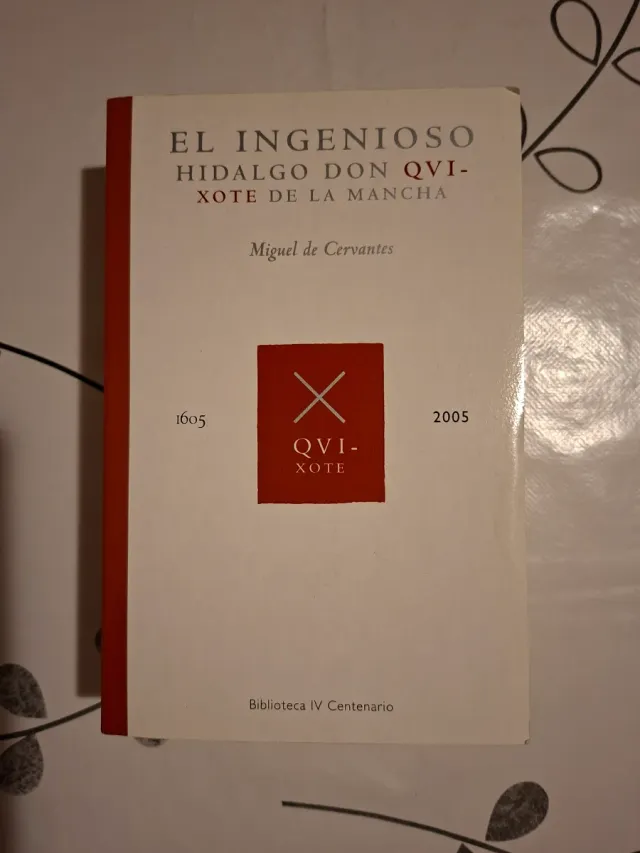 EL INGENIOSO
HIDALGO DON QVI-
XOTE DE LA MANCHA
Miguel de Cervantes
1605
QVI-
XOTE
2005
Biblioteca IV Centenario